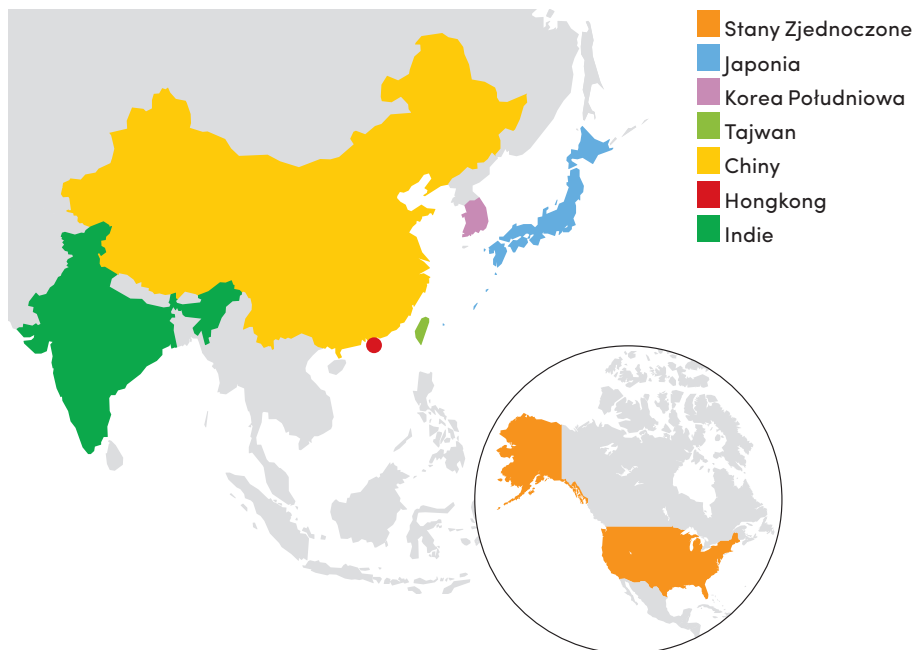 Stany Zjednoczone
Japonia
Korea Południowa
Tajwan
Chiny
Hongkong
Indie